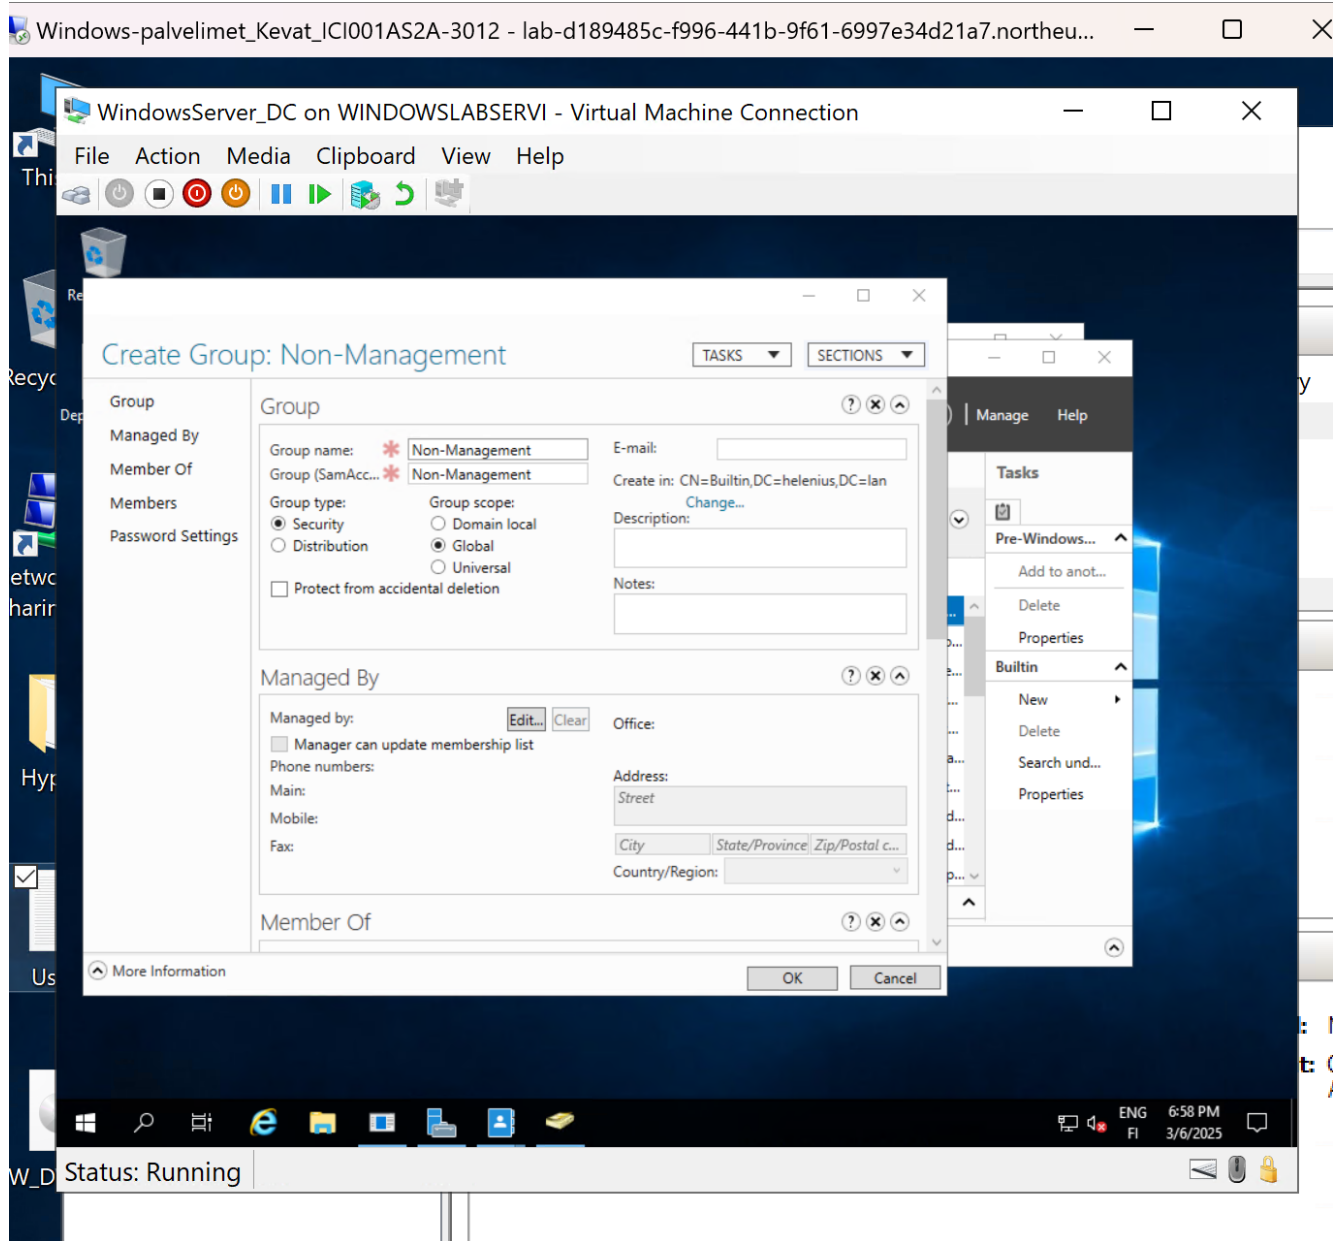 Windows-palvelimet_Kevat_ICI001AS2A-3012 - lab-d189485c-f996-441b-9f61-6997e34d21a7.northeu...
WindowsServer_DC on WINDOWSLABSERVI - Virtual Machine Connection
File Action Media Clipboard View Help
Create Group: Non-Management
TASKS
SECTIONS
Group
Managed By
Member Of
Members
Password Settings
Group
Group name: Non-Management
Group (SamAcc... Non-Management
Group type:
Security
Distribution
Group scope:
Domain local
Global
Universal
Protect from accidental deletion
E-mail:
Create in: CN=Builtin,DC=helenius,DC=lan
Change...
Description:
Notes:
Managed By
Managed by:
Edit... Clear
Manager can update membership list
Phone numbers:
Main:
Mobile:
Fax:
Office:
Address:
Street
City State/Province Zip/Postal c...
Country/Region:
Member Of
More Information
OK Cancel
Manage Help
Tasks
Pre-Windows...
Add to anot...
Delete
Properties
Builtin
New
Delete
Search und...
Properties
ENG
FI
6:58 PM
3/6/2025
Status: Running